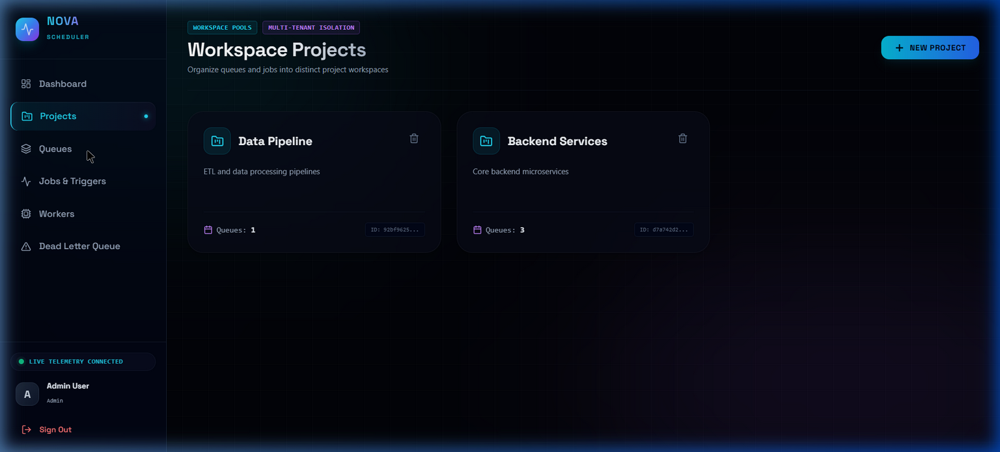 NOVA
SCHEDULER
Dashboard
Projects
Queues
Jobs & Triggers
Workers
Dead Letter Queue
LIVE TELEMETRY CONNECTED
A
Admin User
Admin
Sign Out
WORKSPACE POOLS
MULTI-TENANT ISOLATION
Workspace Projects
Organize queues and jobs into distinct project workspaces
NEW PROJECT
Data Pipeline
ETL and data processing pipelines
Queues: 1
ID: 92bf9625...
Backend Services
Core backend microservices
Queues: 3
ID: d7a742d2...